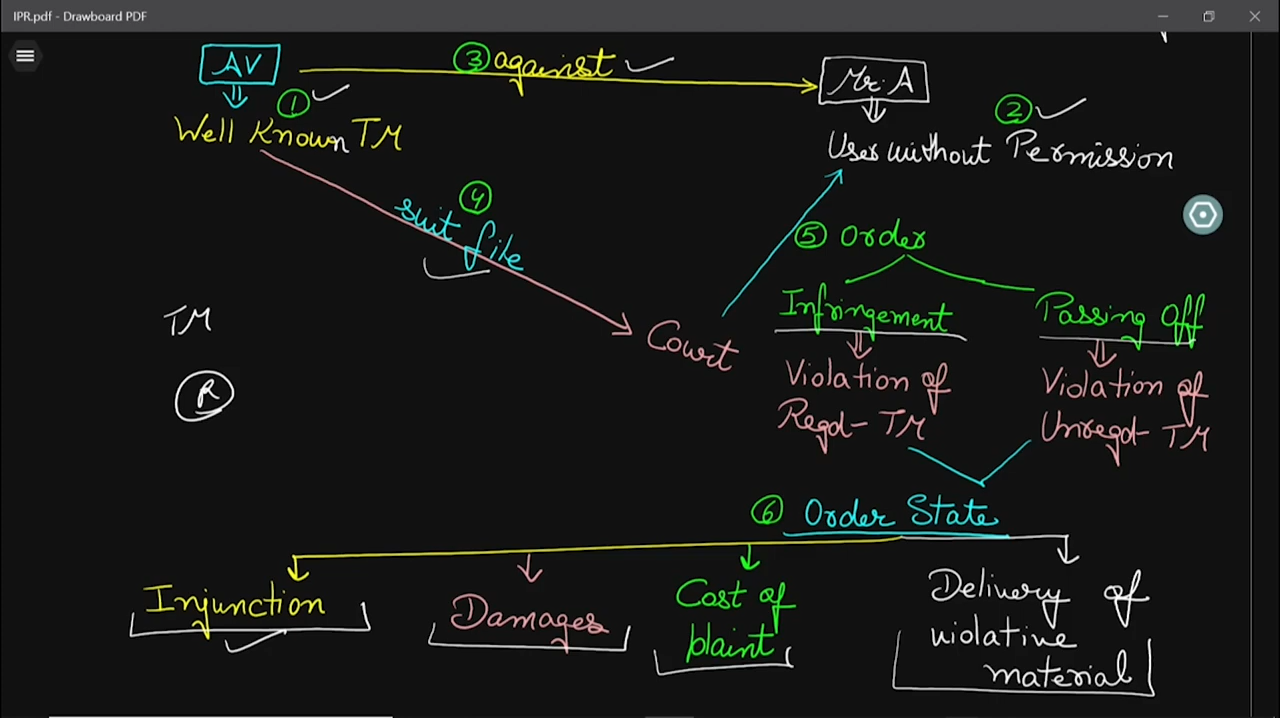 IPR.pdf - Drawboard PDF
AV
③ against
Mr. A
①
Well Known TM
②
User without Permission
④
suit file
⑤ Order
TM
R
Court
Infringement
Passing Off
Violation of
Regd- TM
Violation of
Unregd- TM
⑥ Order State
Injunction
Damages
Cost of
plaint
Delivery of
violative
material